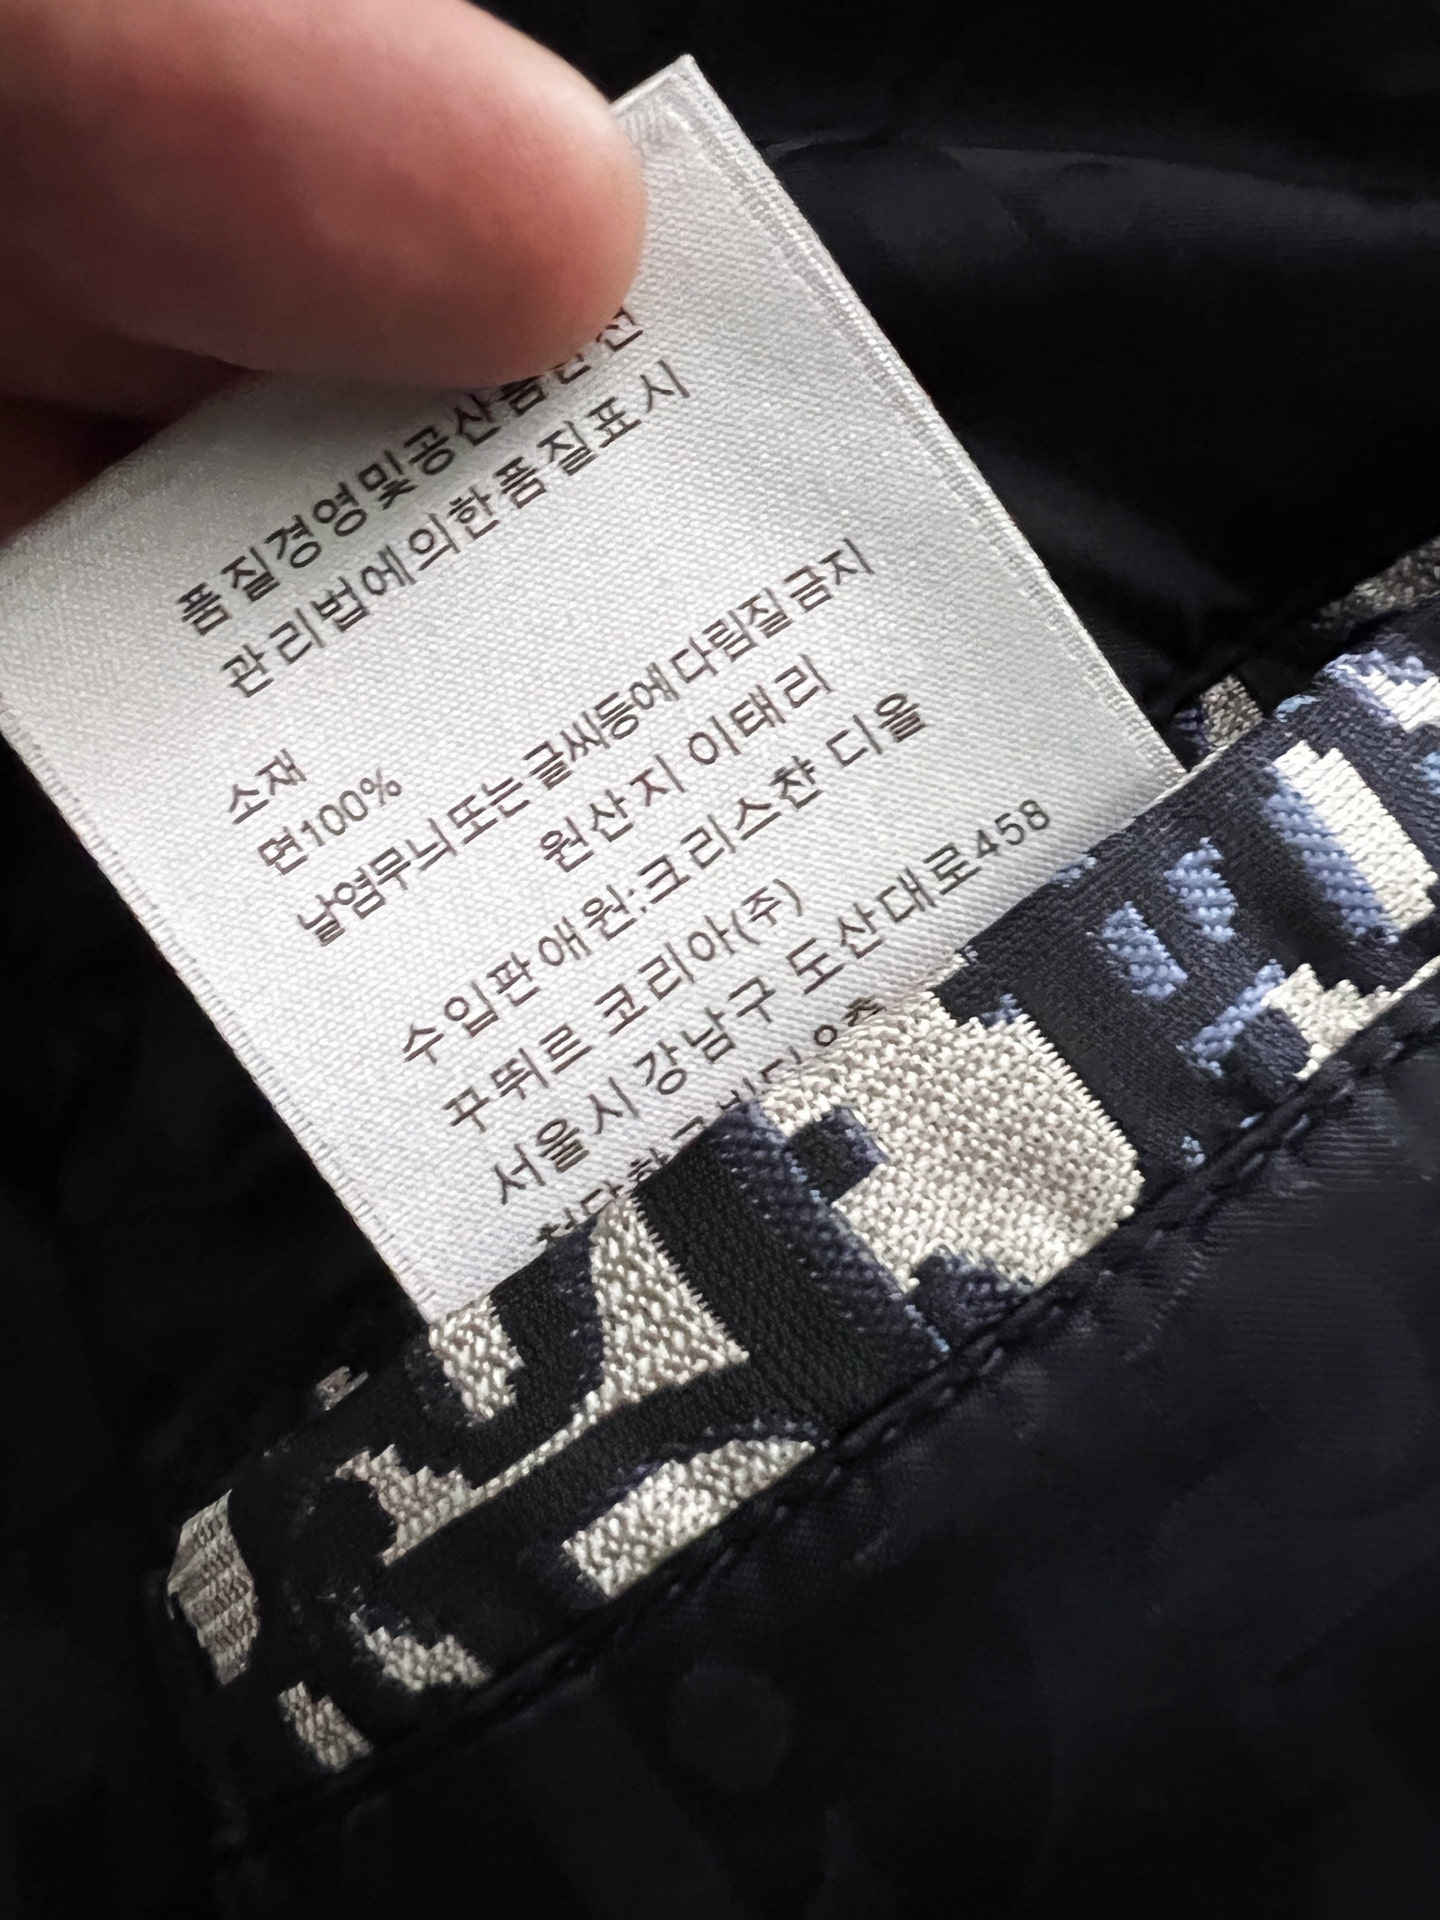 품질경영및공산품안전
관리법에의한품질표시
소재
면100%
날염무늬또는글씨등에다림질금지
원산지 이태리
수입판애원:크리스챤 디올
꾸뛰르 코리아(주)
서울시 강남구 도산대로458